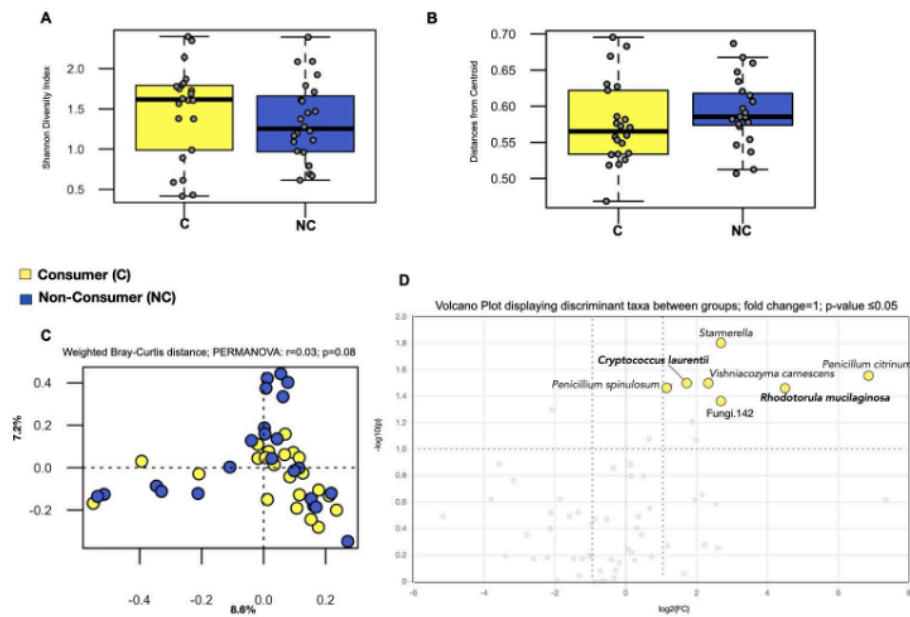 A
Shannon Diversity Index
2.0
1.5
1.0
0.5
C
NC
B
Distances from Centroid
0.70
0.65
0.60
0.55
0.50
C
NC
Consumer (C)
Non-Consumer (NC)
C
Weighted Bray-Curtis distance; PERMANOVA: r=0.03; p=0.08
7.2%
0.4
0.2
0.0
-0.2
-0.4
-0.2
0.0
0.2
8.6%
D
Volcano Plot displaying discriminant taxa between groups; fold change=1; p-value ≤0.05
-log10(p)
2.0
1.8
1.6
1.4
1.2
1.0
0.8
0.6
0.4
0.2
0
Starmerella
Cryptococcus laurentii
Vishniacozyma carnescens
Penicillum citrinum
Penicillium spinulosum
Rhodotorula mucilaginosa
Fungi.142
-6
-4
-2
0
2
4
6
8
log2(FC)